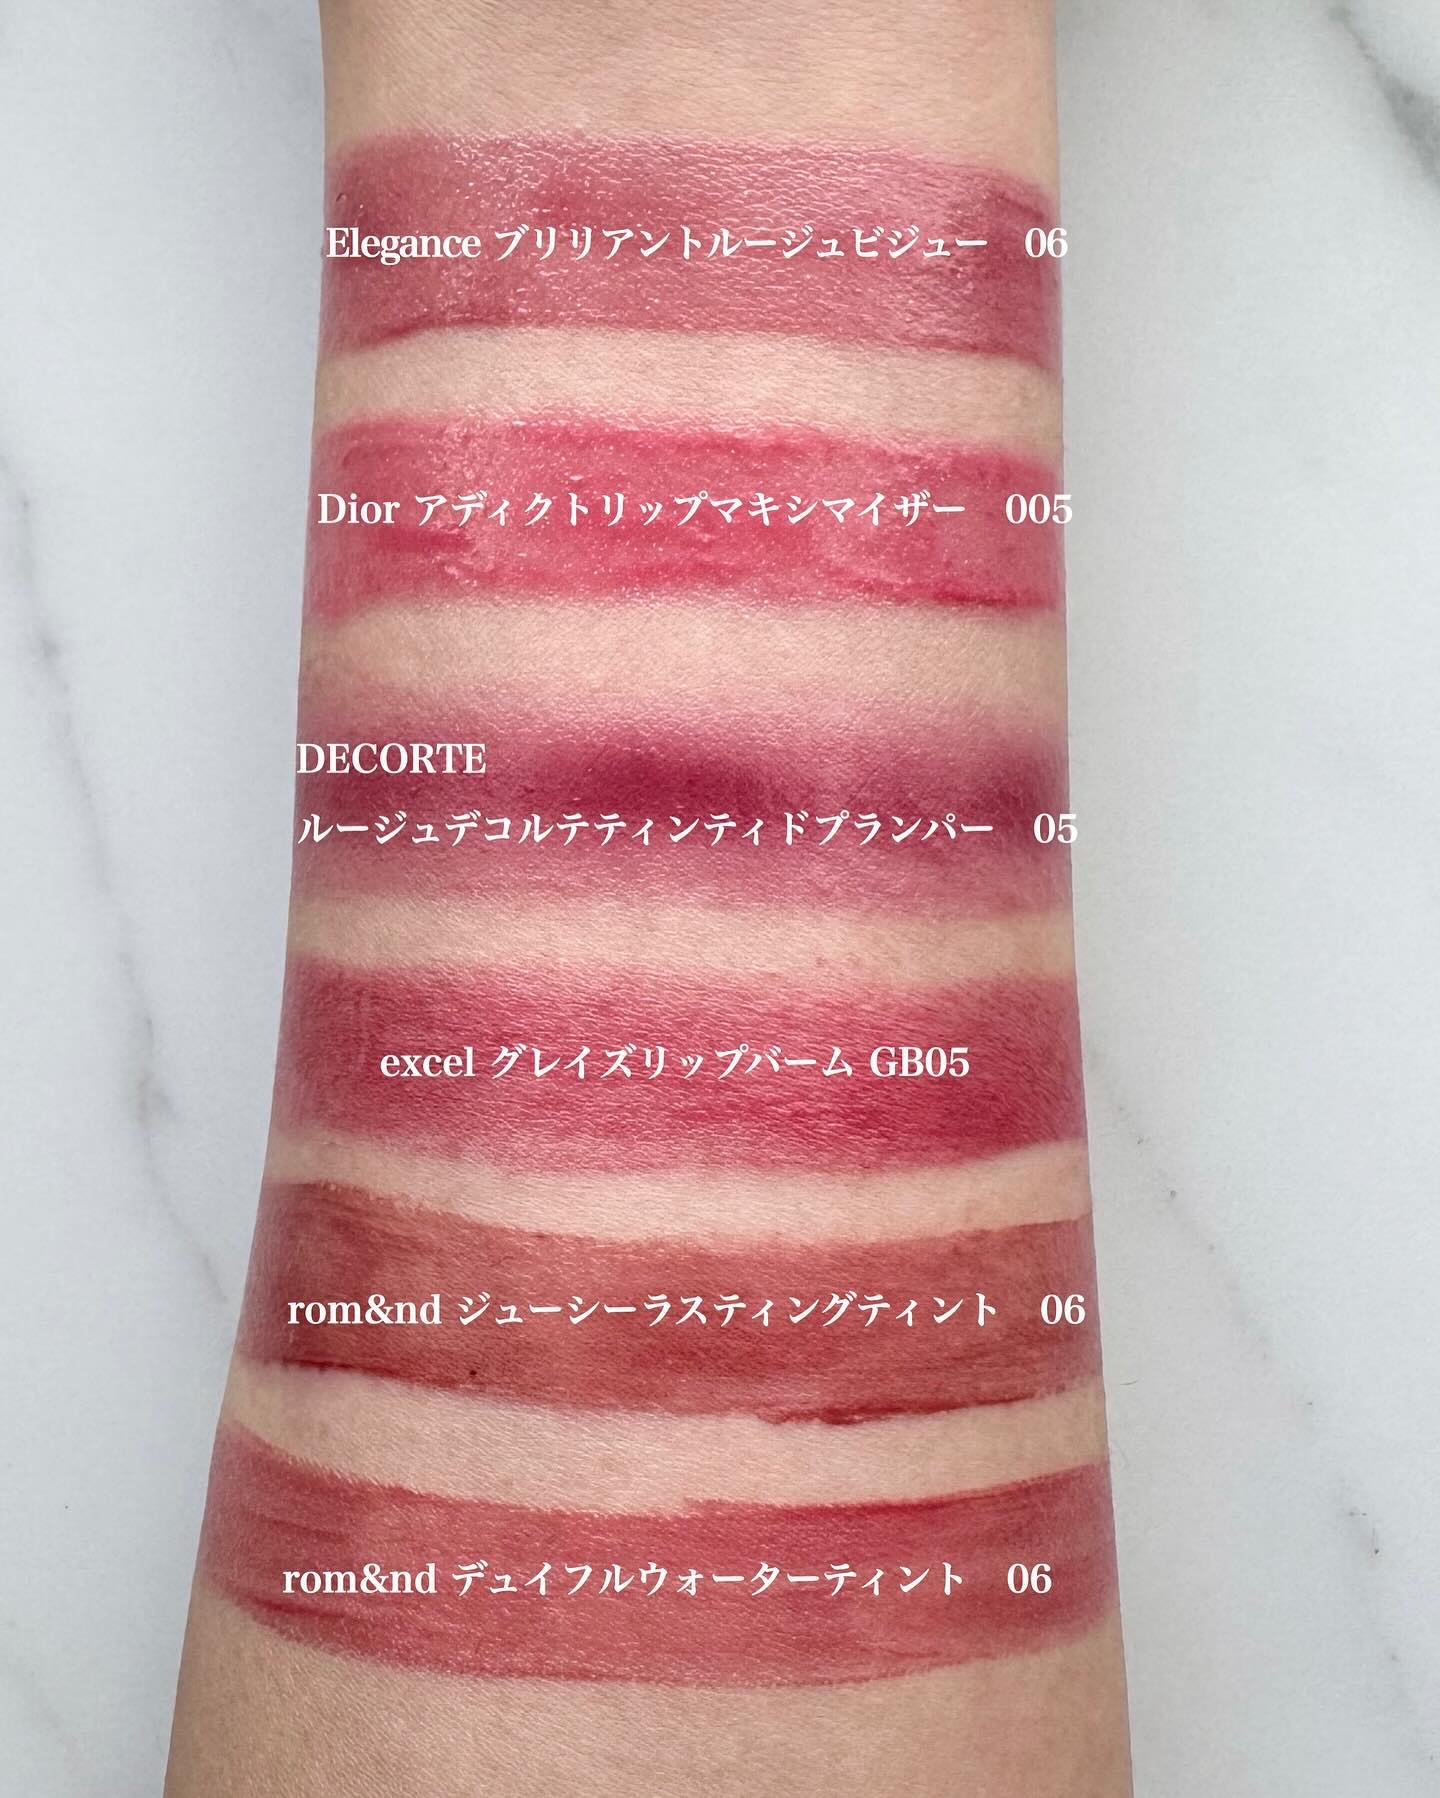 Elegance ブリリアントルージュビジュー　06
Dior アディクトリップマキシマイザー　005
DECORTE
ルージュデコルテティンティドプランパー　05
excel グレイズリップバーム GB05
rom&nd ジューシーラスティングティント　06
rom&nd デュイフルウォーターティント　06